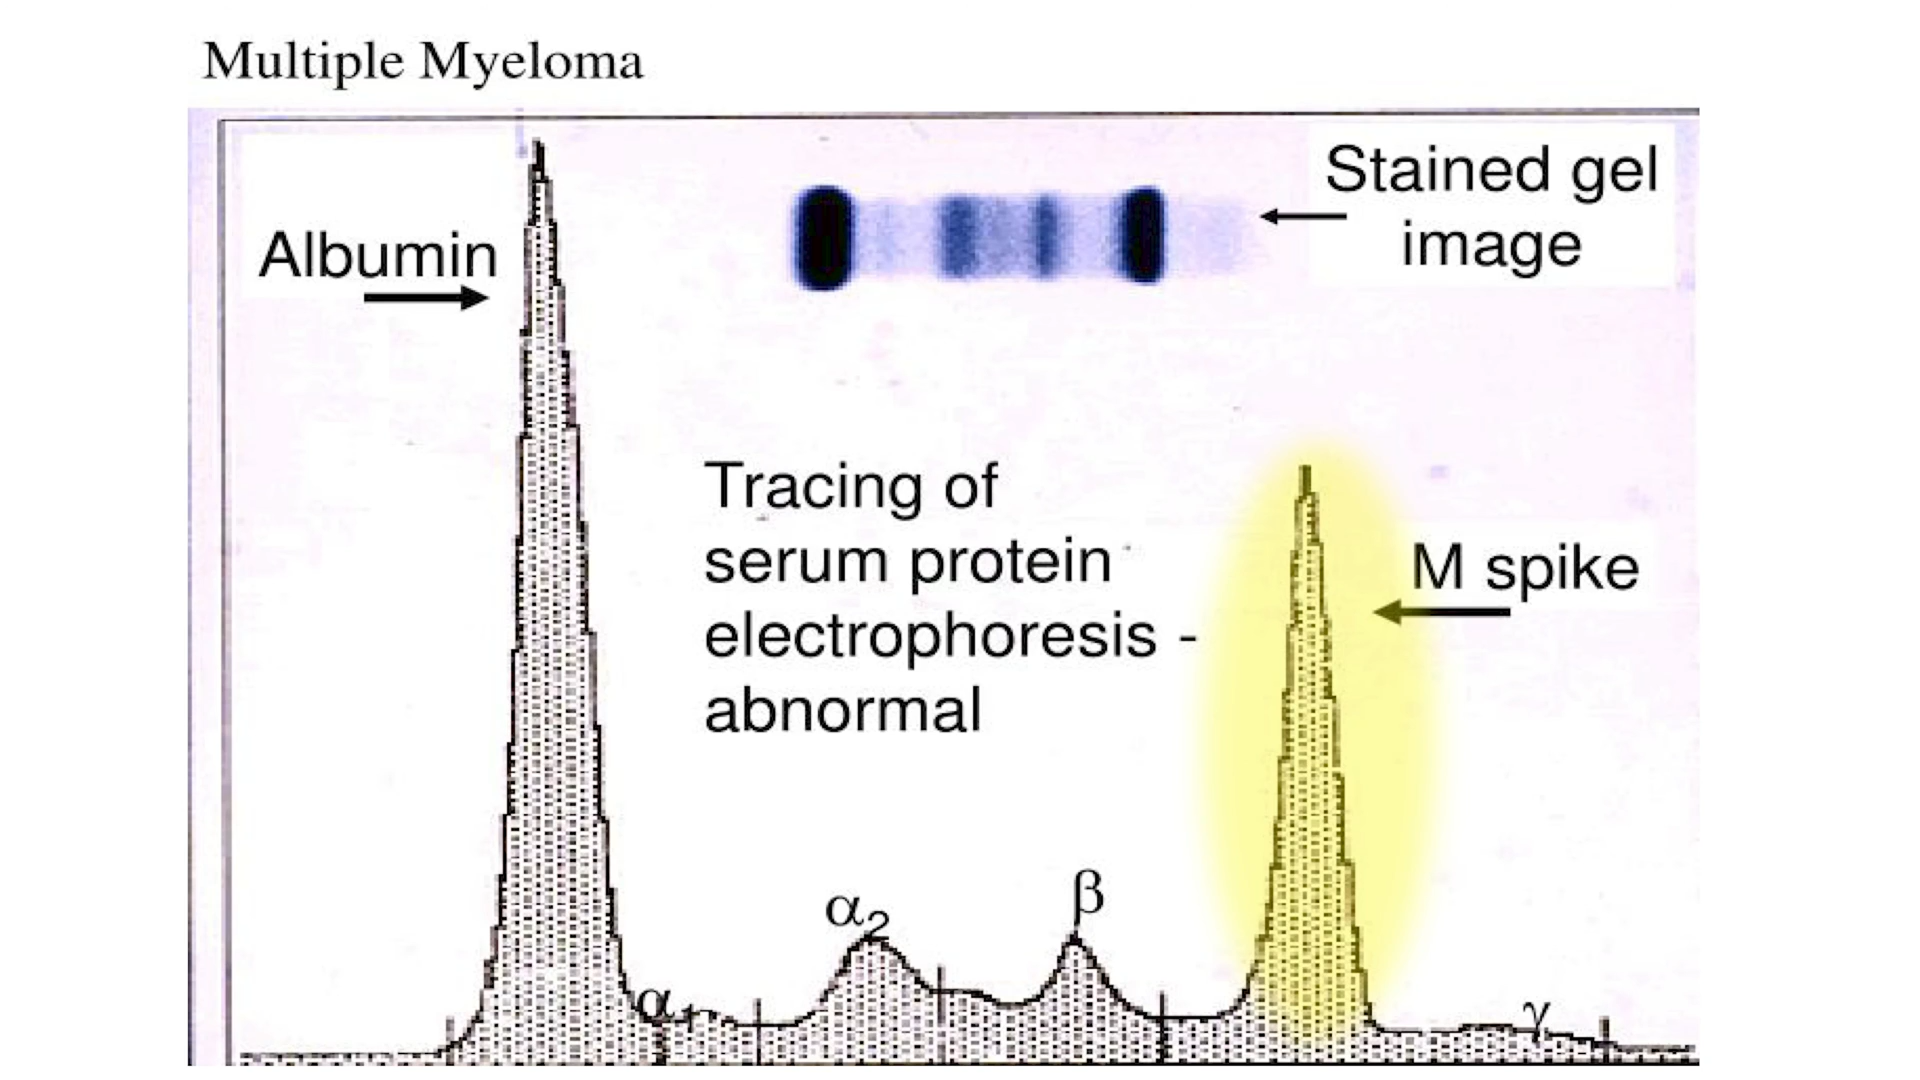 Multiple Myeloma
Stained gel
image
Albumin
Tracing of
serum protein
electrophoresis -
abnormal
M spike
α2
β
α1
γ